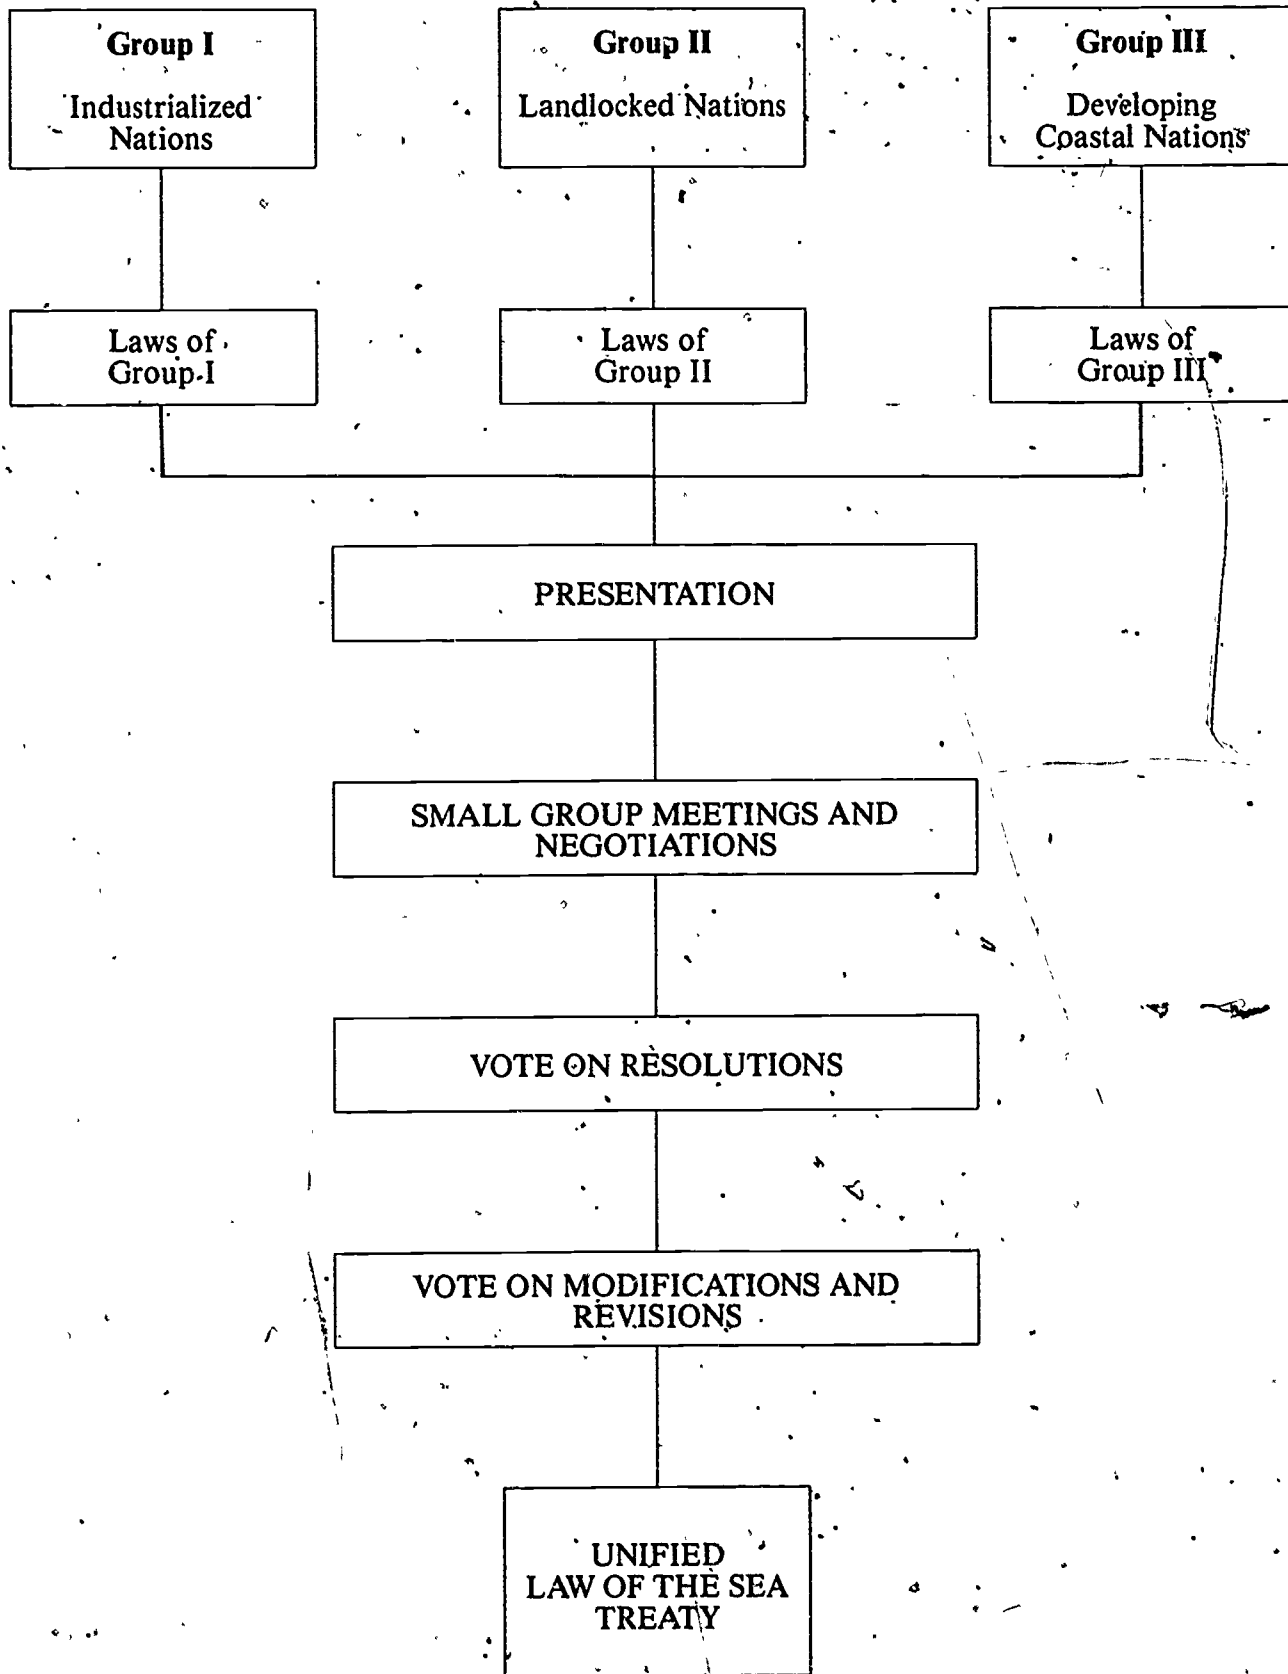 Group I
Industrialized
Nations
Group II
Landlocked Nations
Group III
Developing
Coastal Nations
Laws of
Group I
Laws of
Group II
Laws of
Group III
PRESENTATION
SMALL GROUP MEETINGS AND
NEGOTIATIONS
VOTE ON RESOLUTIONS
VOTE ON MODIFICATIONS AND
REVISIONS
UNIFIED
LAW OF THE SEA
TREATY